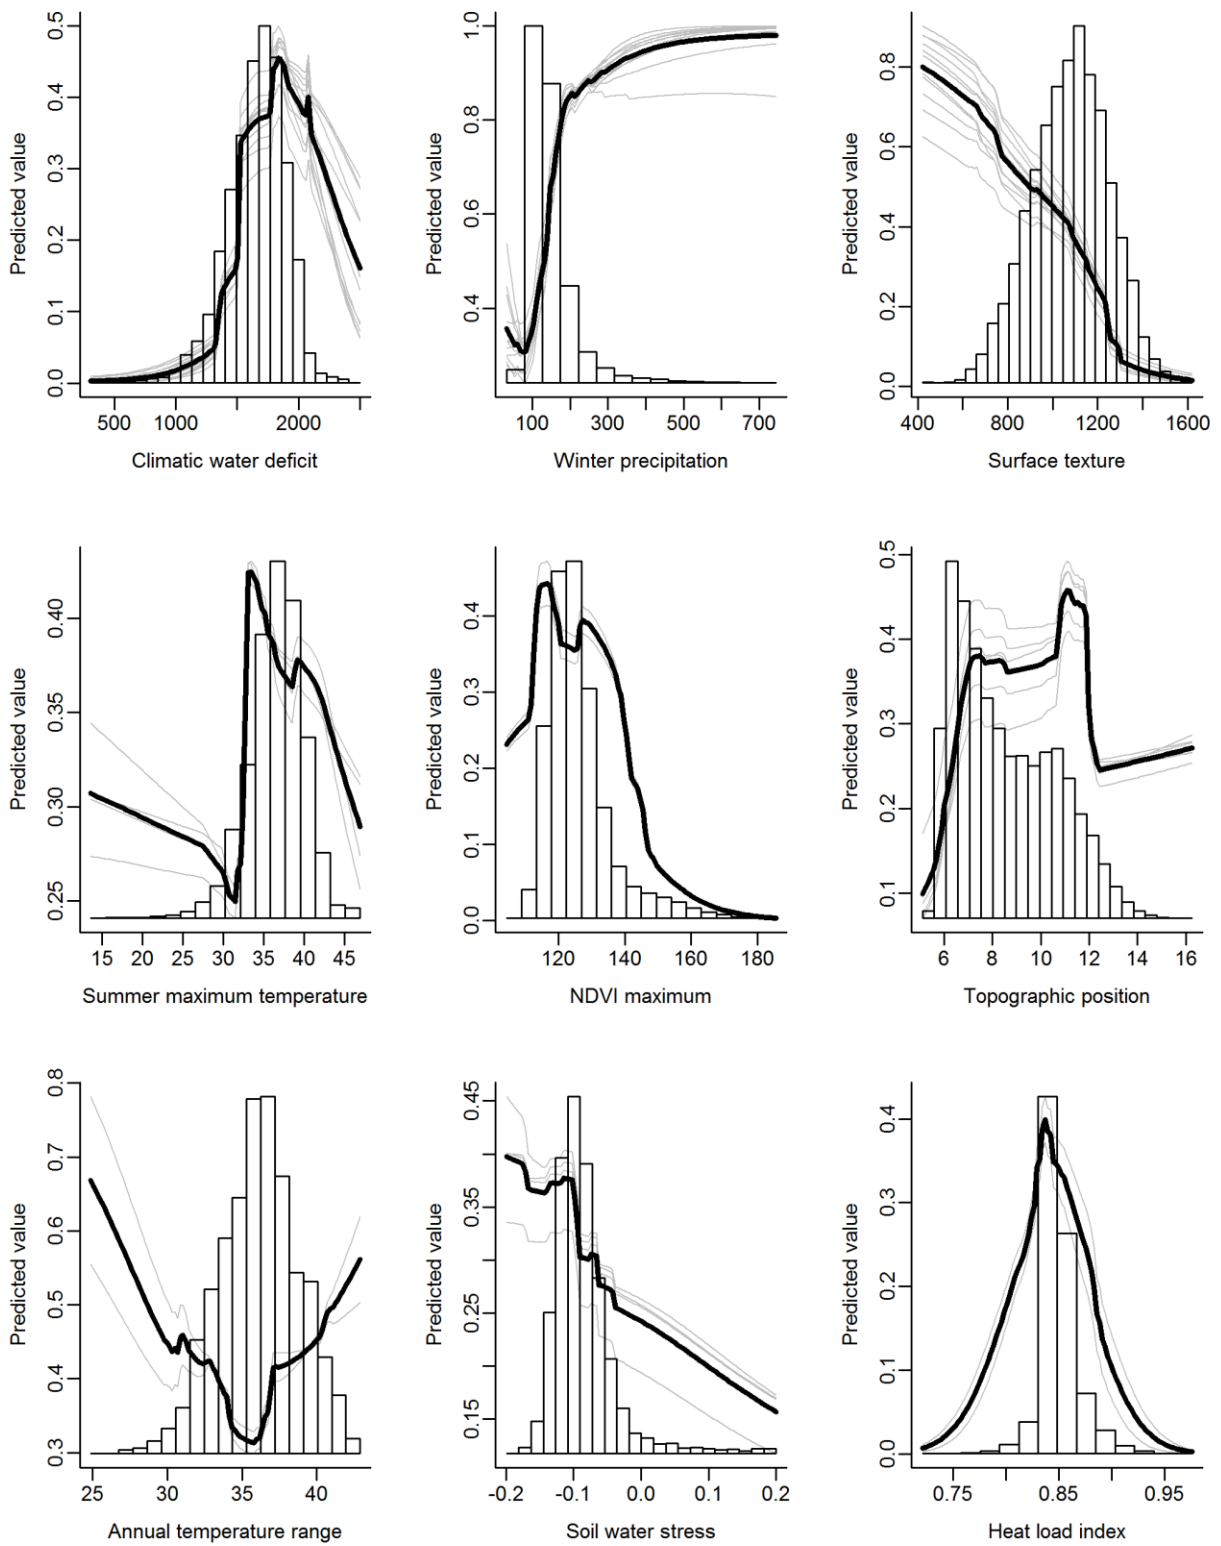 Predicted value
0.0 0.1 0.2 0.3 0.4 0.5
500 1000 2000
Climatic water deficit
Predicted value
0.4 0.6 0.8 1.0
100 300 500 700
Winter precipitation
Predicted value
0.0 0.2 0.4 0.6 0.8
400 800 1200 1600
Surface texture
Predicted value
0.25 0.30 0.35 0.40
15 20 25 30 35 40 45
Summer maximum temperature
Predicted value
0.0 0.1 0.2 0.3 0.4
120 140 160 180
NDVI maximum
Predicted value
0.1 0.2 0.3 0.4 0.5
6 8 10 12 14 16
Topographic position
Predicted value
0.3 0.4 0.5 0.6 0.7 0.8
25 30 35 40
Annual temperature range
Predicted value
0.15 0.25 0.35 0.45
-0.2 -0.1 0.0 0.1 0.2
Soil water stress
Predicted value
0.0 0.1 0.2 0.3 0.4
0.75 0.85 0.95
Heat load index